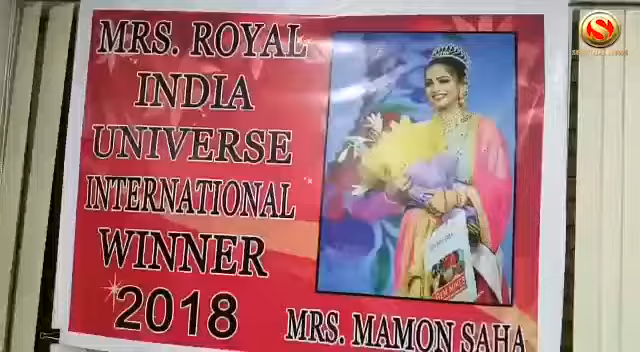 MRS. ROYAL
INDIA
UNIVERSE
INTERNATIONAL
WINNER
2018
MRS. MAMON SAHA